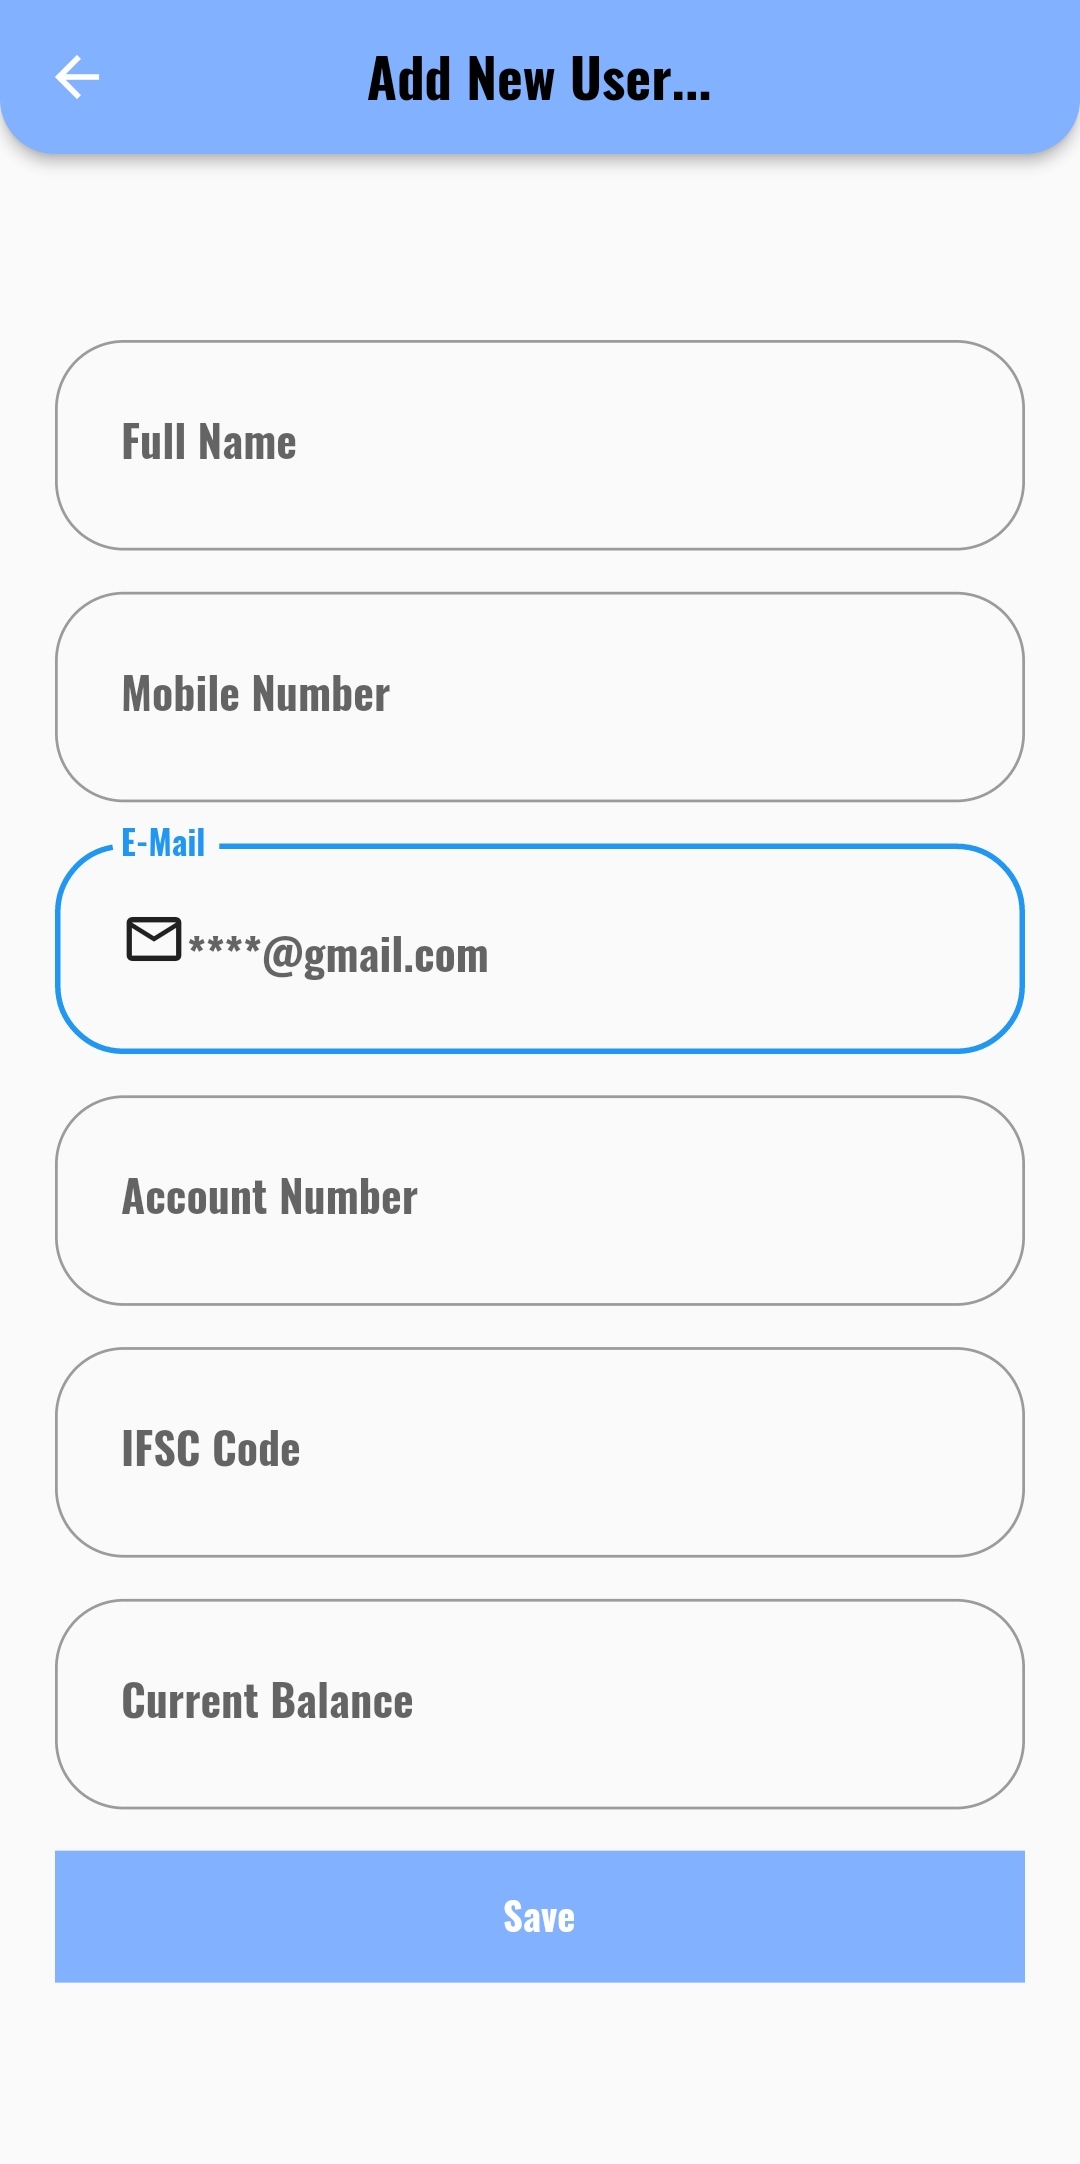 Add New User...
Full Name
Mobile Number
E-Mail
****@gmail.com
Account Number
IFSC Code
Current Balance
Save